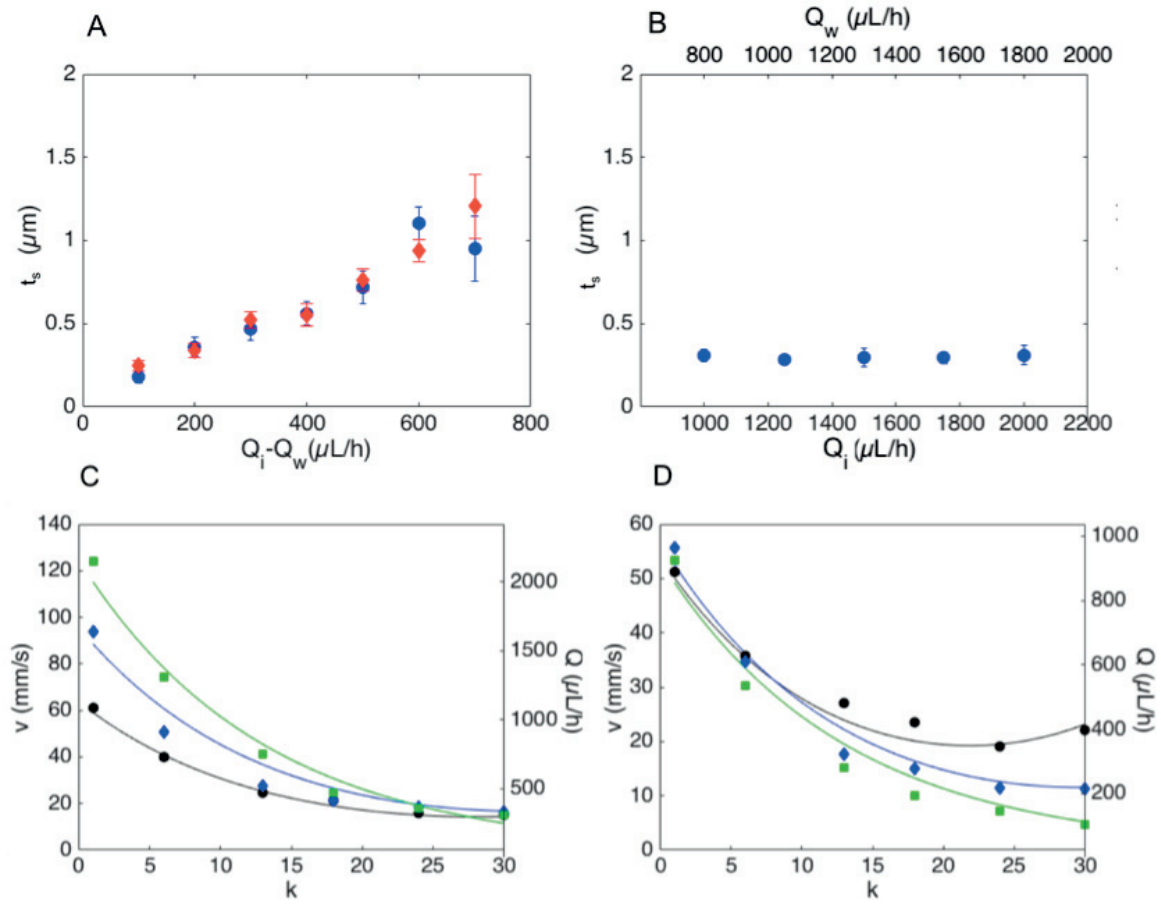 A
2
1.5
1
0.5
0
t_s (µm)
0 200 400 600 800
Q_i-Q_w(µL/h)
B
Q_w (µL/h)
800 1000 1200 1400 1600 1800 2000
2
1.5
1
0.5
0
t_s (µm)
1000 1200 1400 1600 1800 2000 2200
Q_i (µL/h)
C
140
120
100
80
60
40
20
0
v (mm/s)
2000
1500
1000
500
Q (µL/h)
0 5 10 15 20 25 30
k
D
60
50
40
30
20
10
0
v (mm/s)
1000
800
600
400
200
Q (µL/h)
0 5 10 15 20 25 30
k